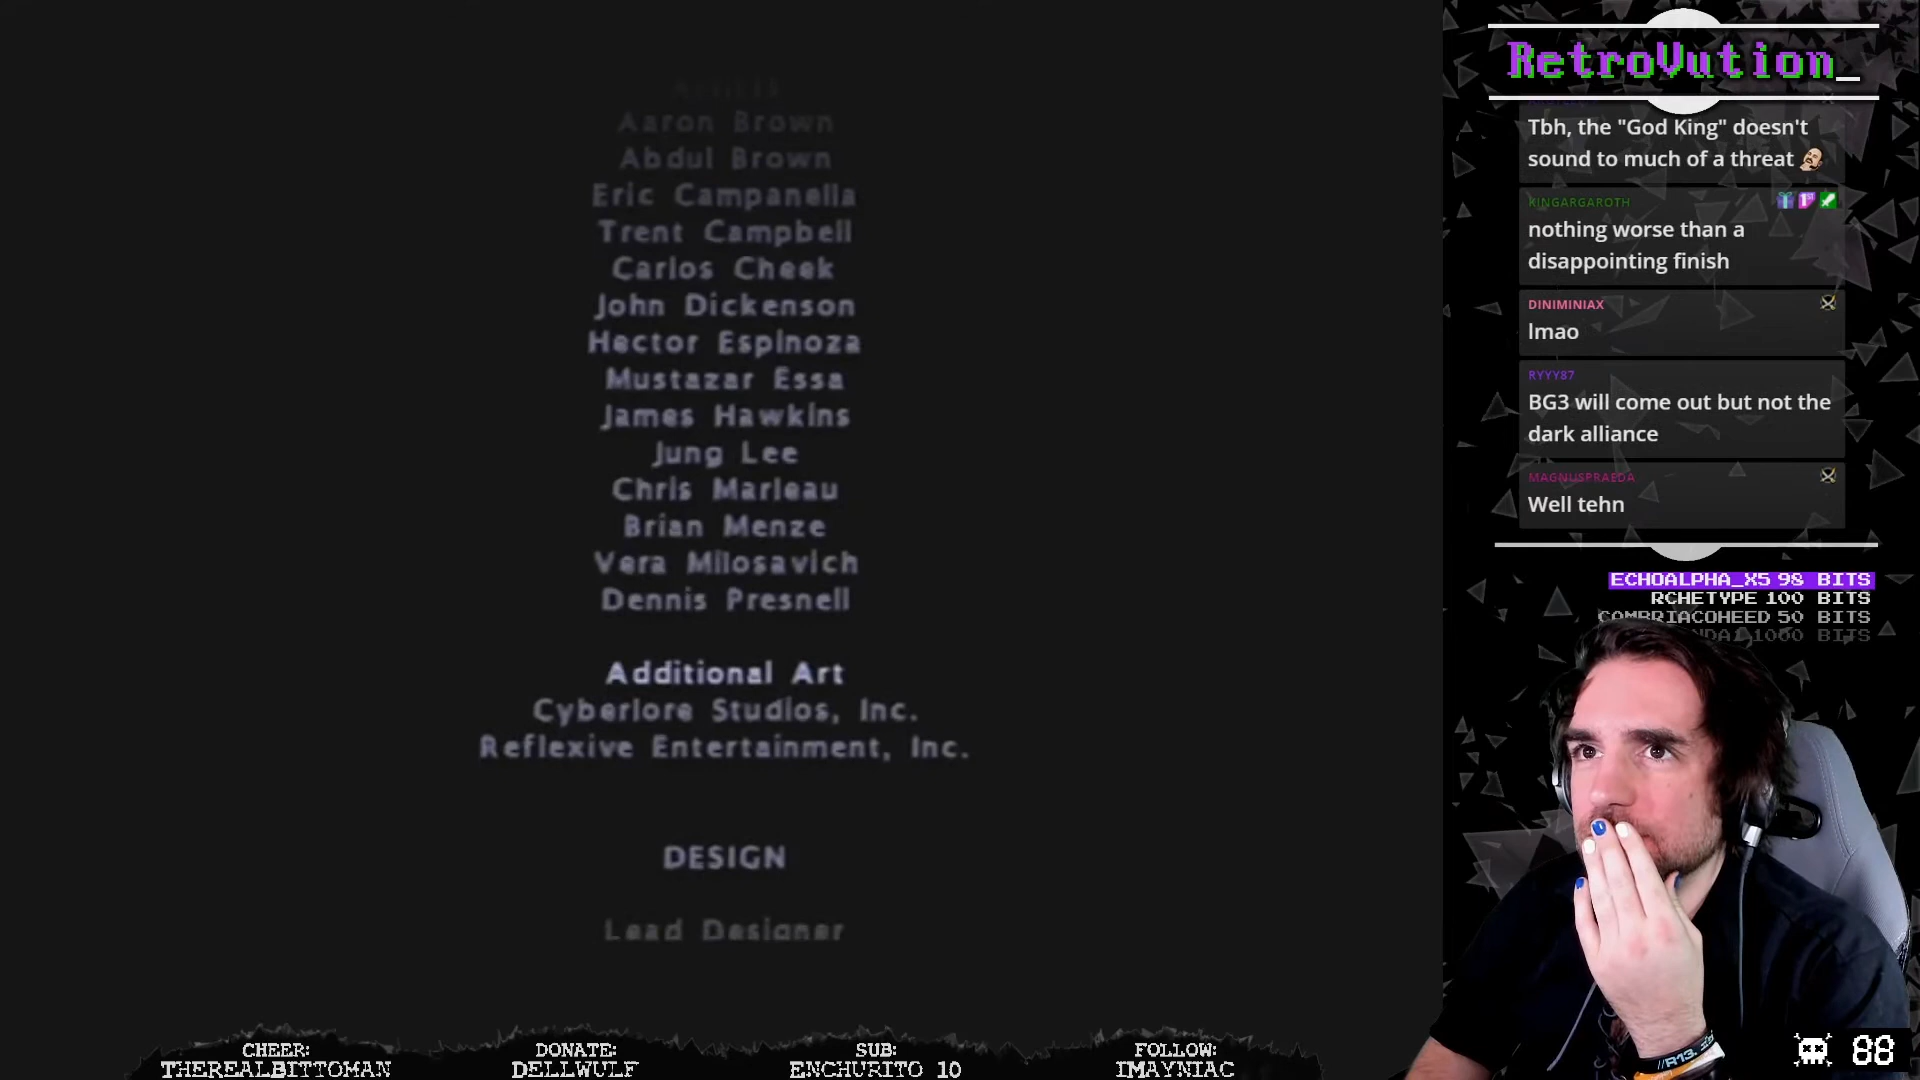 Aaron Brown
Abdul Brown
Eric Campanella
Trent Campbell
Carlos Cheek
John Dickenson
Hector Espinoza
Mustazar Essa
James Hawkins
Jung Lee
Chris Marleau
Brian Menze
Vera Milosavich
Dennis Presnell
Additional Art
Cyberlore Studios, Inc.
Reflexive Entertainment, Inc.
DESIGN
Lead Designer
RetroVution_
Tbh, the "God King" doesn't
sound to much of a threat
KINGARGAROTH
nothing worse than a
disappointing finish
DINIMINIAX
lmao
RYYY87
BG3 will come out but not the
dark alliance
MAGNUSPRAEDA
Well tehn
ECHOALPHA_X5 98 BITS
RCHETYPE 100 BITS
CAMBRIACOHEED 50 BITS
1000 BITS
//R13.
88
CHEER:
THEREALBITTOMAN
DONATE:
DELLWULF
SUB:
ENCHURITO 10
FOLLOW:
IMAYNIAC